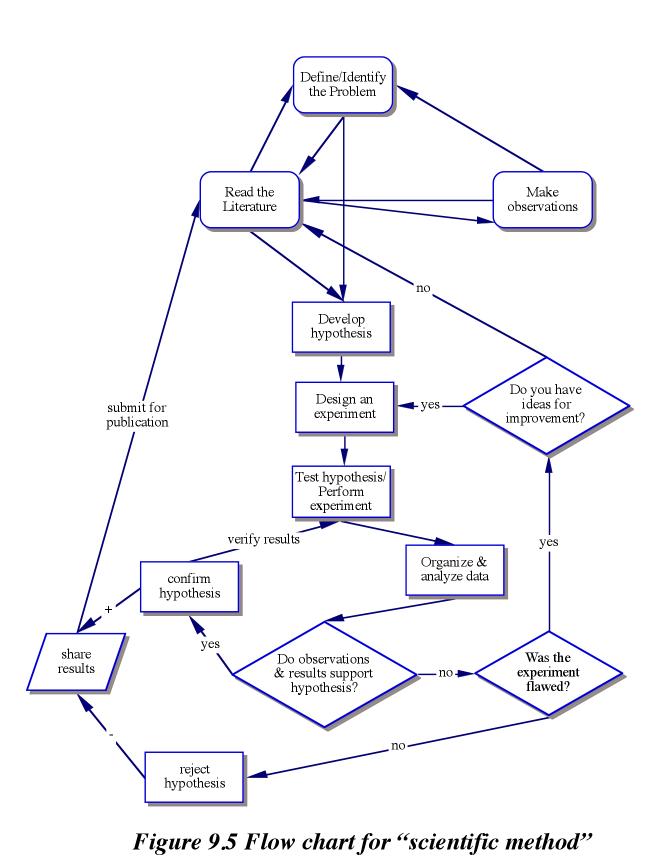 Define/Identify
the Problem
Read the
Literature
Make
observations
no
Develop
hypothesis
Design an
experiment
yes
Do you have
ideas for
improvement?
submit for
publication
Test hypothesis/
Perform
experiment
verify results
yes
Organize &
analyze data
confirm
hypothesis
+
share
results
yes
Do observations
& results support
hypothesis?
no
Was the
experiment
flawed?
-
no
reject
hypothesis
Figure 9.5 Flow chart for “scientific method”